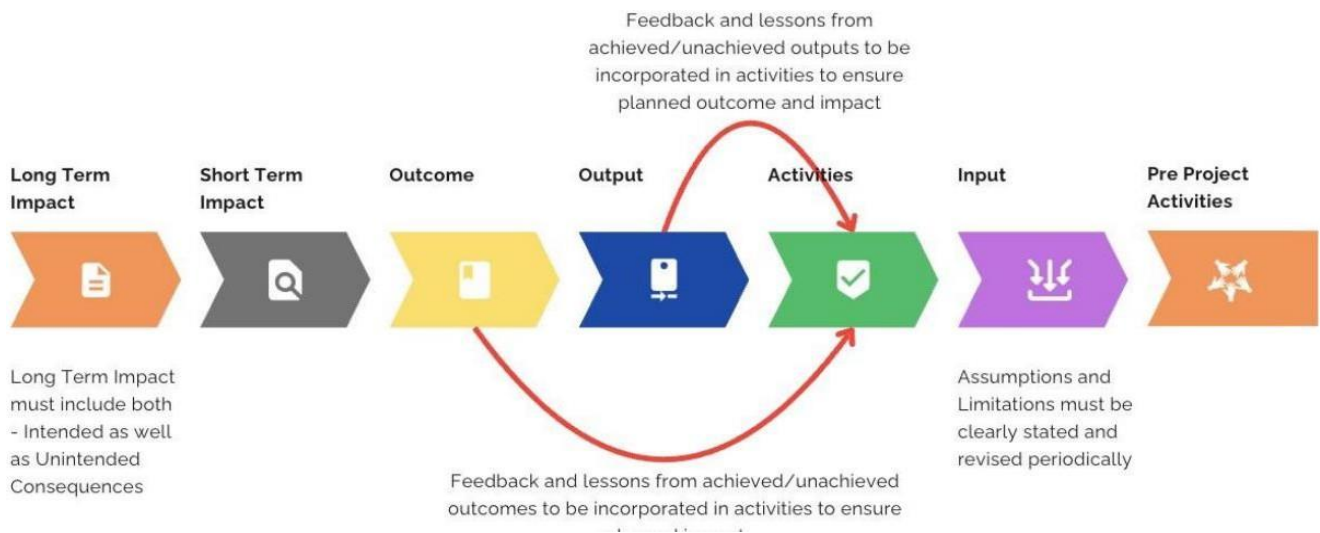 Feedback and lessons from
achieved/unachieved outputs to be
incorporated in activities to ensure
planned outcome and impact
Long Term
Impact
Short Term
Impact
Outcome
Output
Activities
Input
Pre Project
Activities
Long Term Impact
must include both
- Intended as well
as Unintended
Consequences
Assumptions and
Limitations must be
clearly stated and
revised periodically
Feedback and lessons from achieved/unachieved
outcomes to be incorporated in activities to ensure